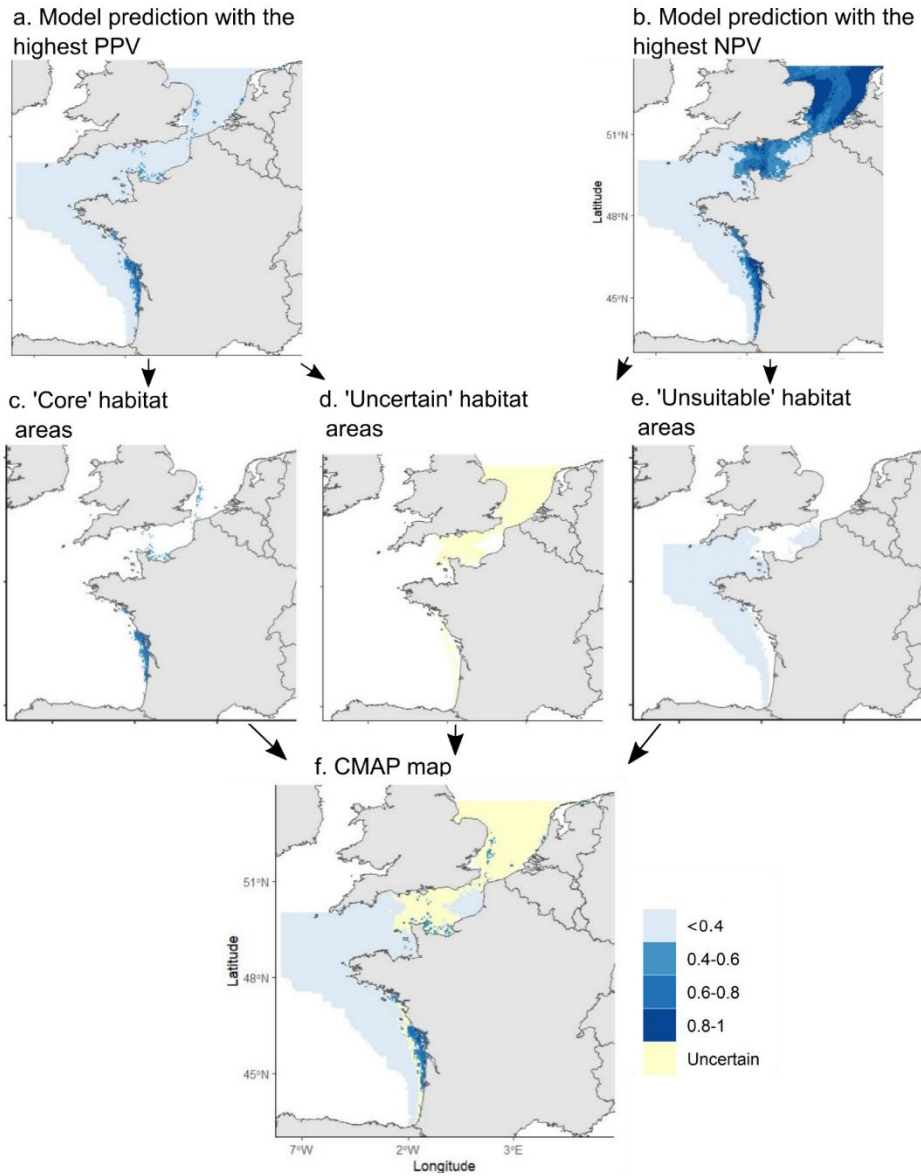 a. Model prediction with the
highest PPV
b. Model prediction with the
highest NPV
51°N
48°N
45°N
Latitude
c. 'Core' habitat
areas
d. 'Uncertain' habitat
areas
e. 'Unsuitable' habitat
areas
f. CMAP map
51°N
48°N
45°N
Latitude
7°W
2°W
3°E
Longitude
<0.4
0.4-0.6
0.6-0.8
0.8-1
Uncertain